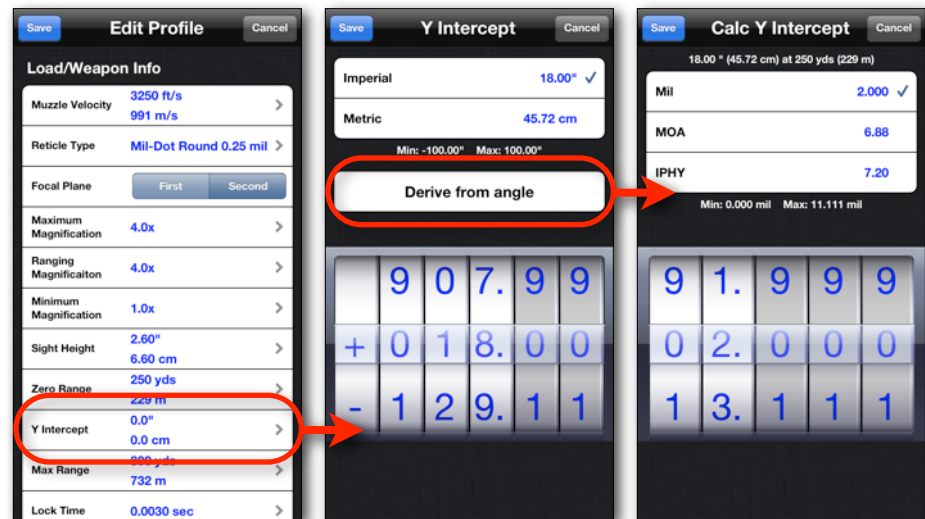 Save Edit Profile Cancel
Load/Weapon Info
Muzzle Velocity 3250 ft/s
991 m/s
Reticle Type Mil-Dot Round 0.25 mil
Focal Plane First Second
Maximum Magnification 4.0x
Ranging Magnificaiton 4.0x
Minimum Magnification 1.0x
Sight Height 2.60"
6.60 cm
Zero Range 250 yds
229 m
Y Intercept 0.0"
0.0 cm
Max Range 800 yds
732 m
Lock Time 0.0030 sec
Save Y Intercept Cancel
Imperial 18.00" ✓
Metric 45.72 cm
Min: -100.00" Max: 100.00"
Derive from angle
9 0 7. 9 9
+ 0 1 8. 0 0
- 1 2 9. 1 1
Save Calc Y Intercept Cancel
18.00 " (45.72 cm) at 250 yds (229 m)
Mil 2.000 ✓
MOA 6.88
IPHY 7.20
Min: 0.000 mil Max: 11.111 mil
9 1. 9 9 9
0 2. 0 0 0
1 3. 1 1 1